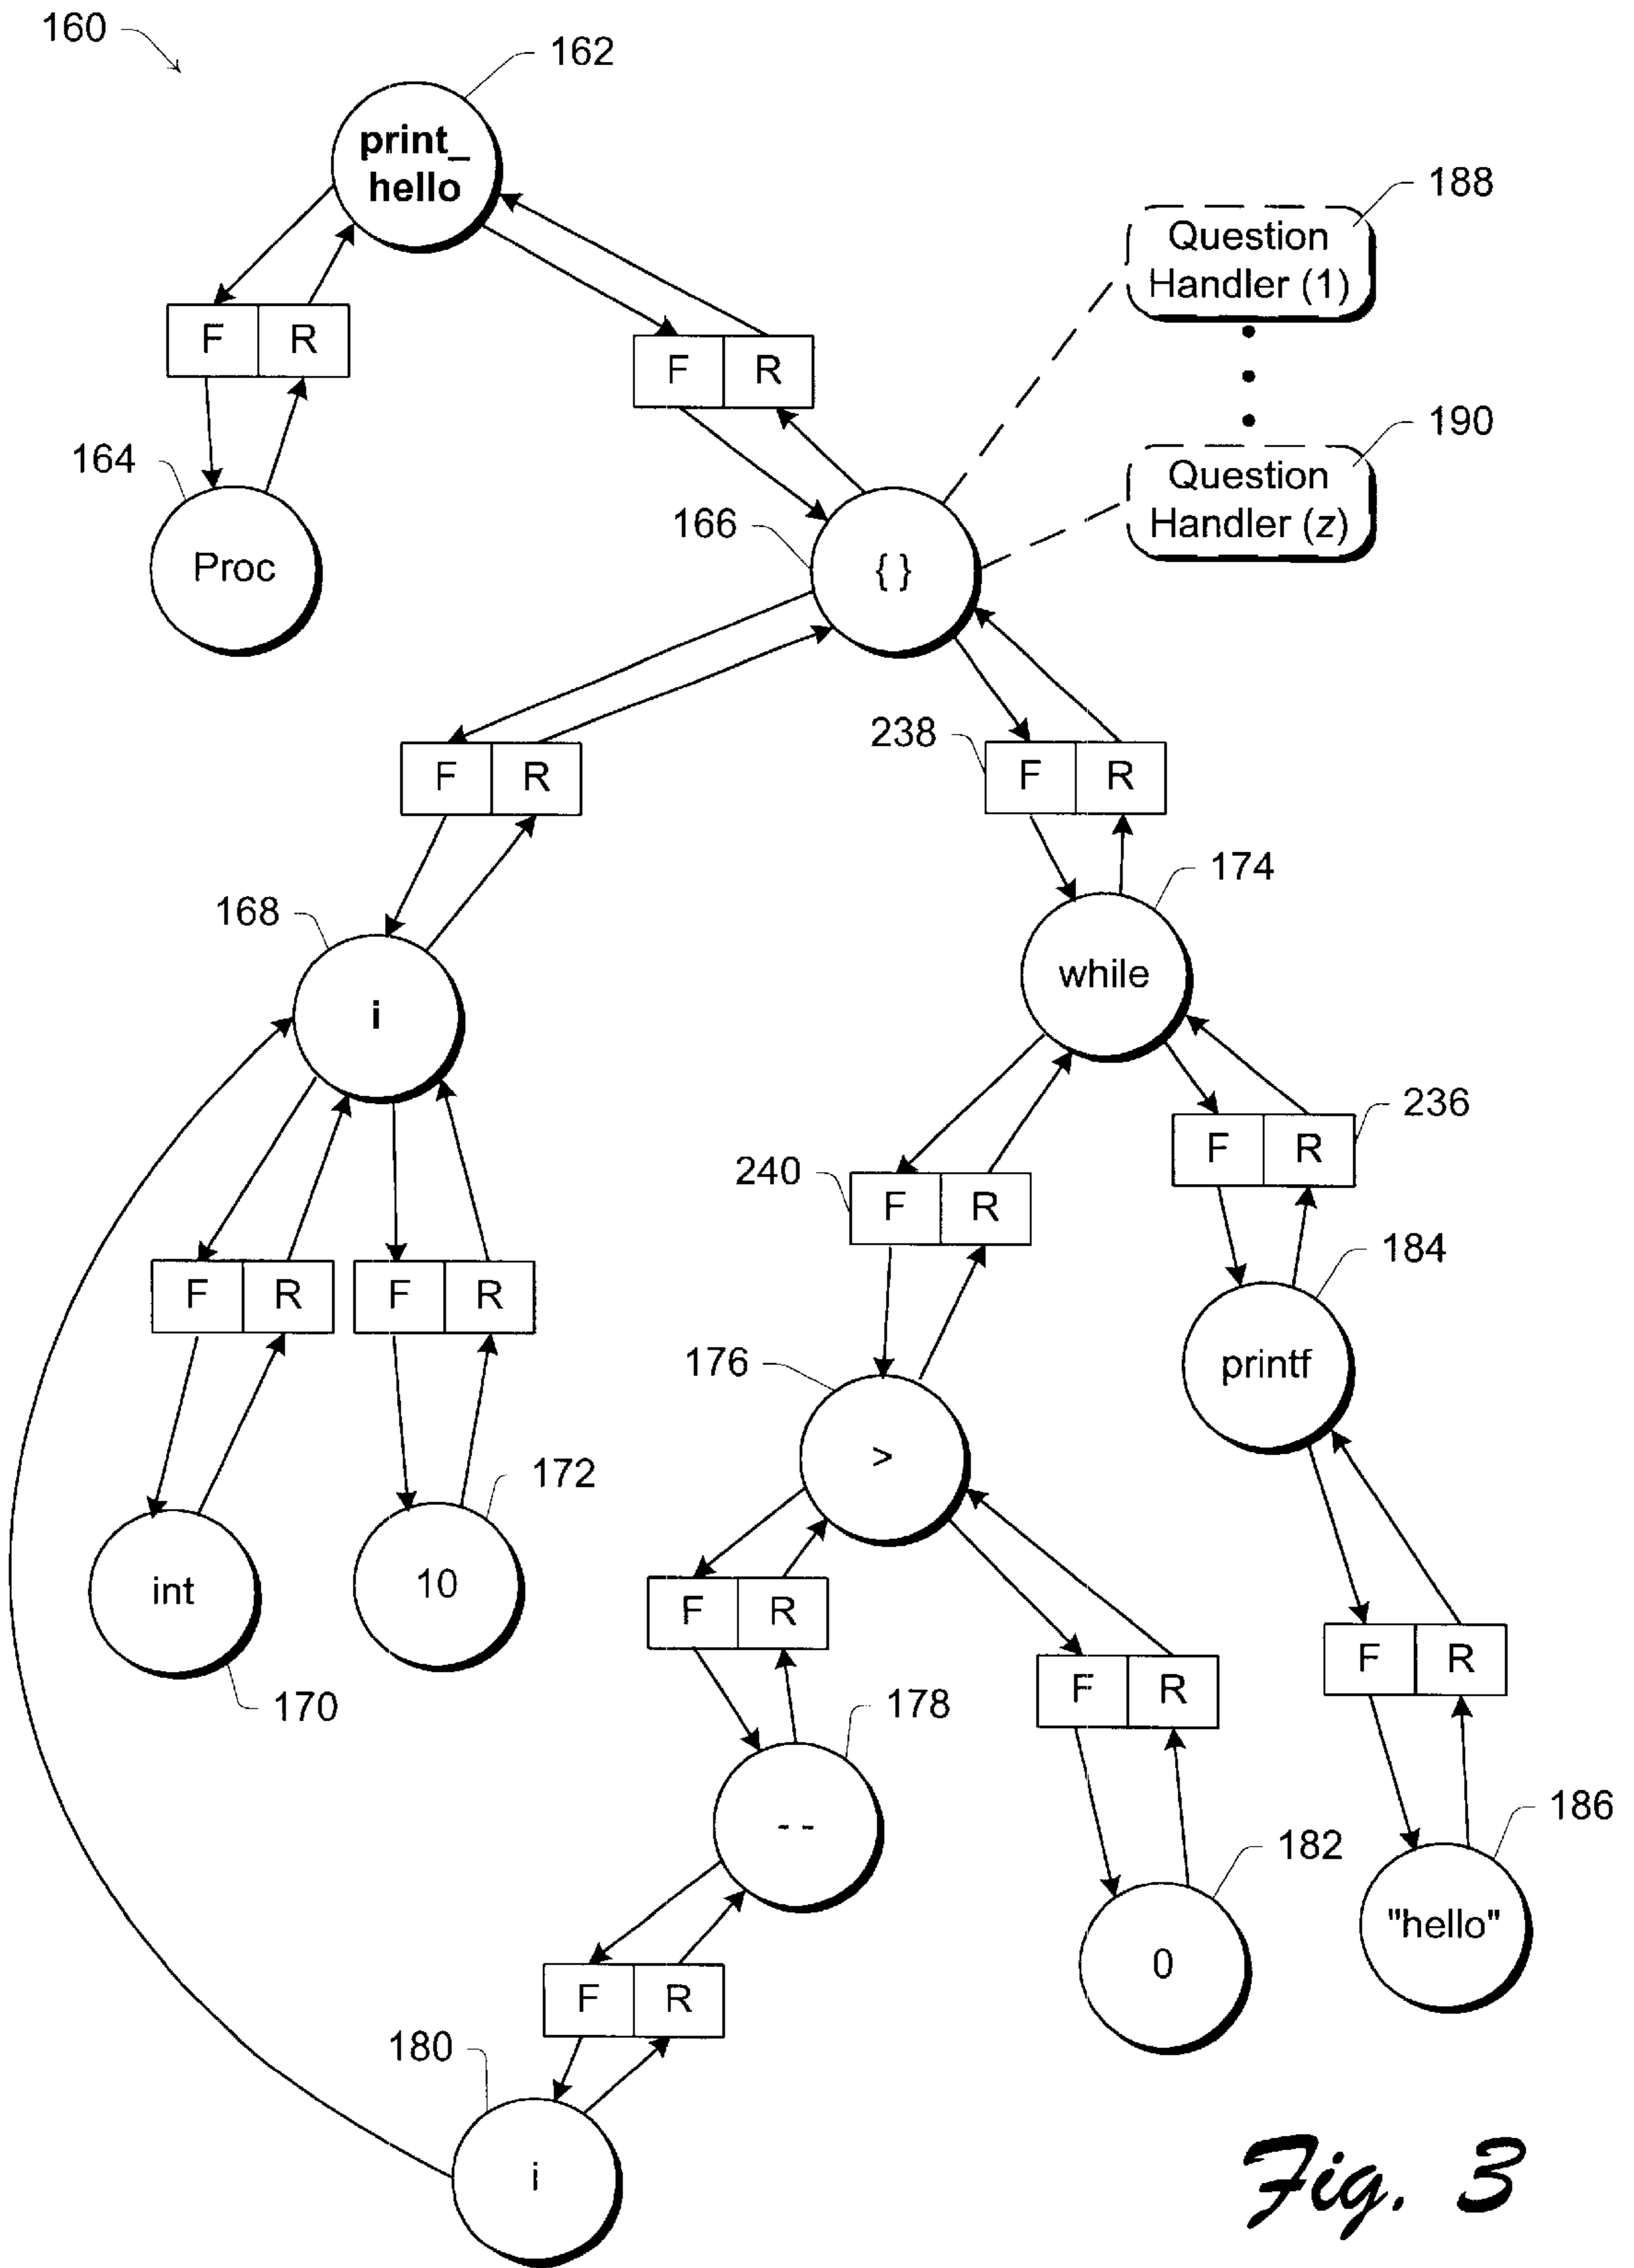 160
162
print_
hello
188
Question
Handler (1)
F R
F R
190
Question
Handler (z)
164
Proc
166
{ }
238
F R
F R
168
i
174
while
236
F R
240
F R
184
printf
F R
F R
176
>
172
10
int
170
F R
F R
F R
178
- -
182
0
186
"hello"
F R
180
i
Fig. 3